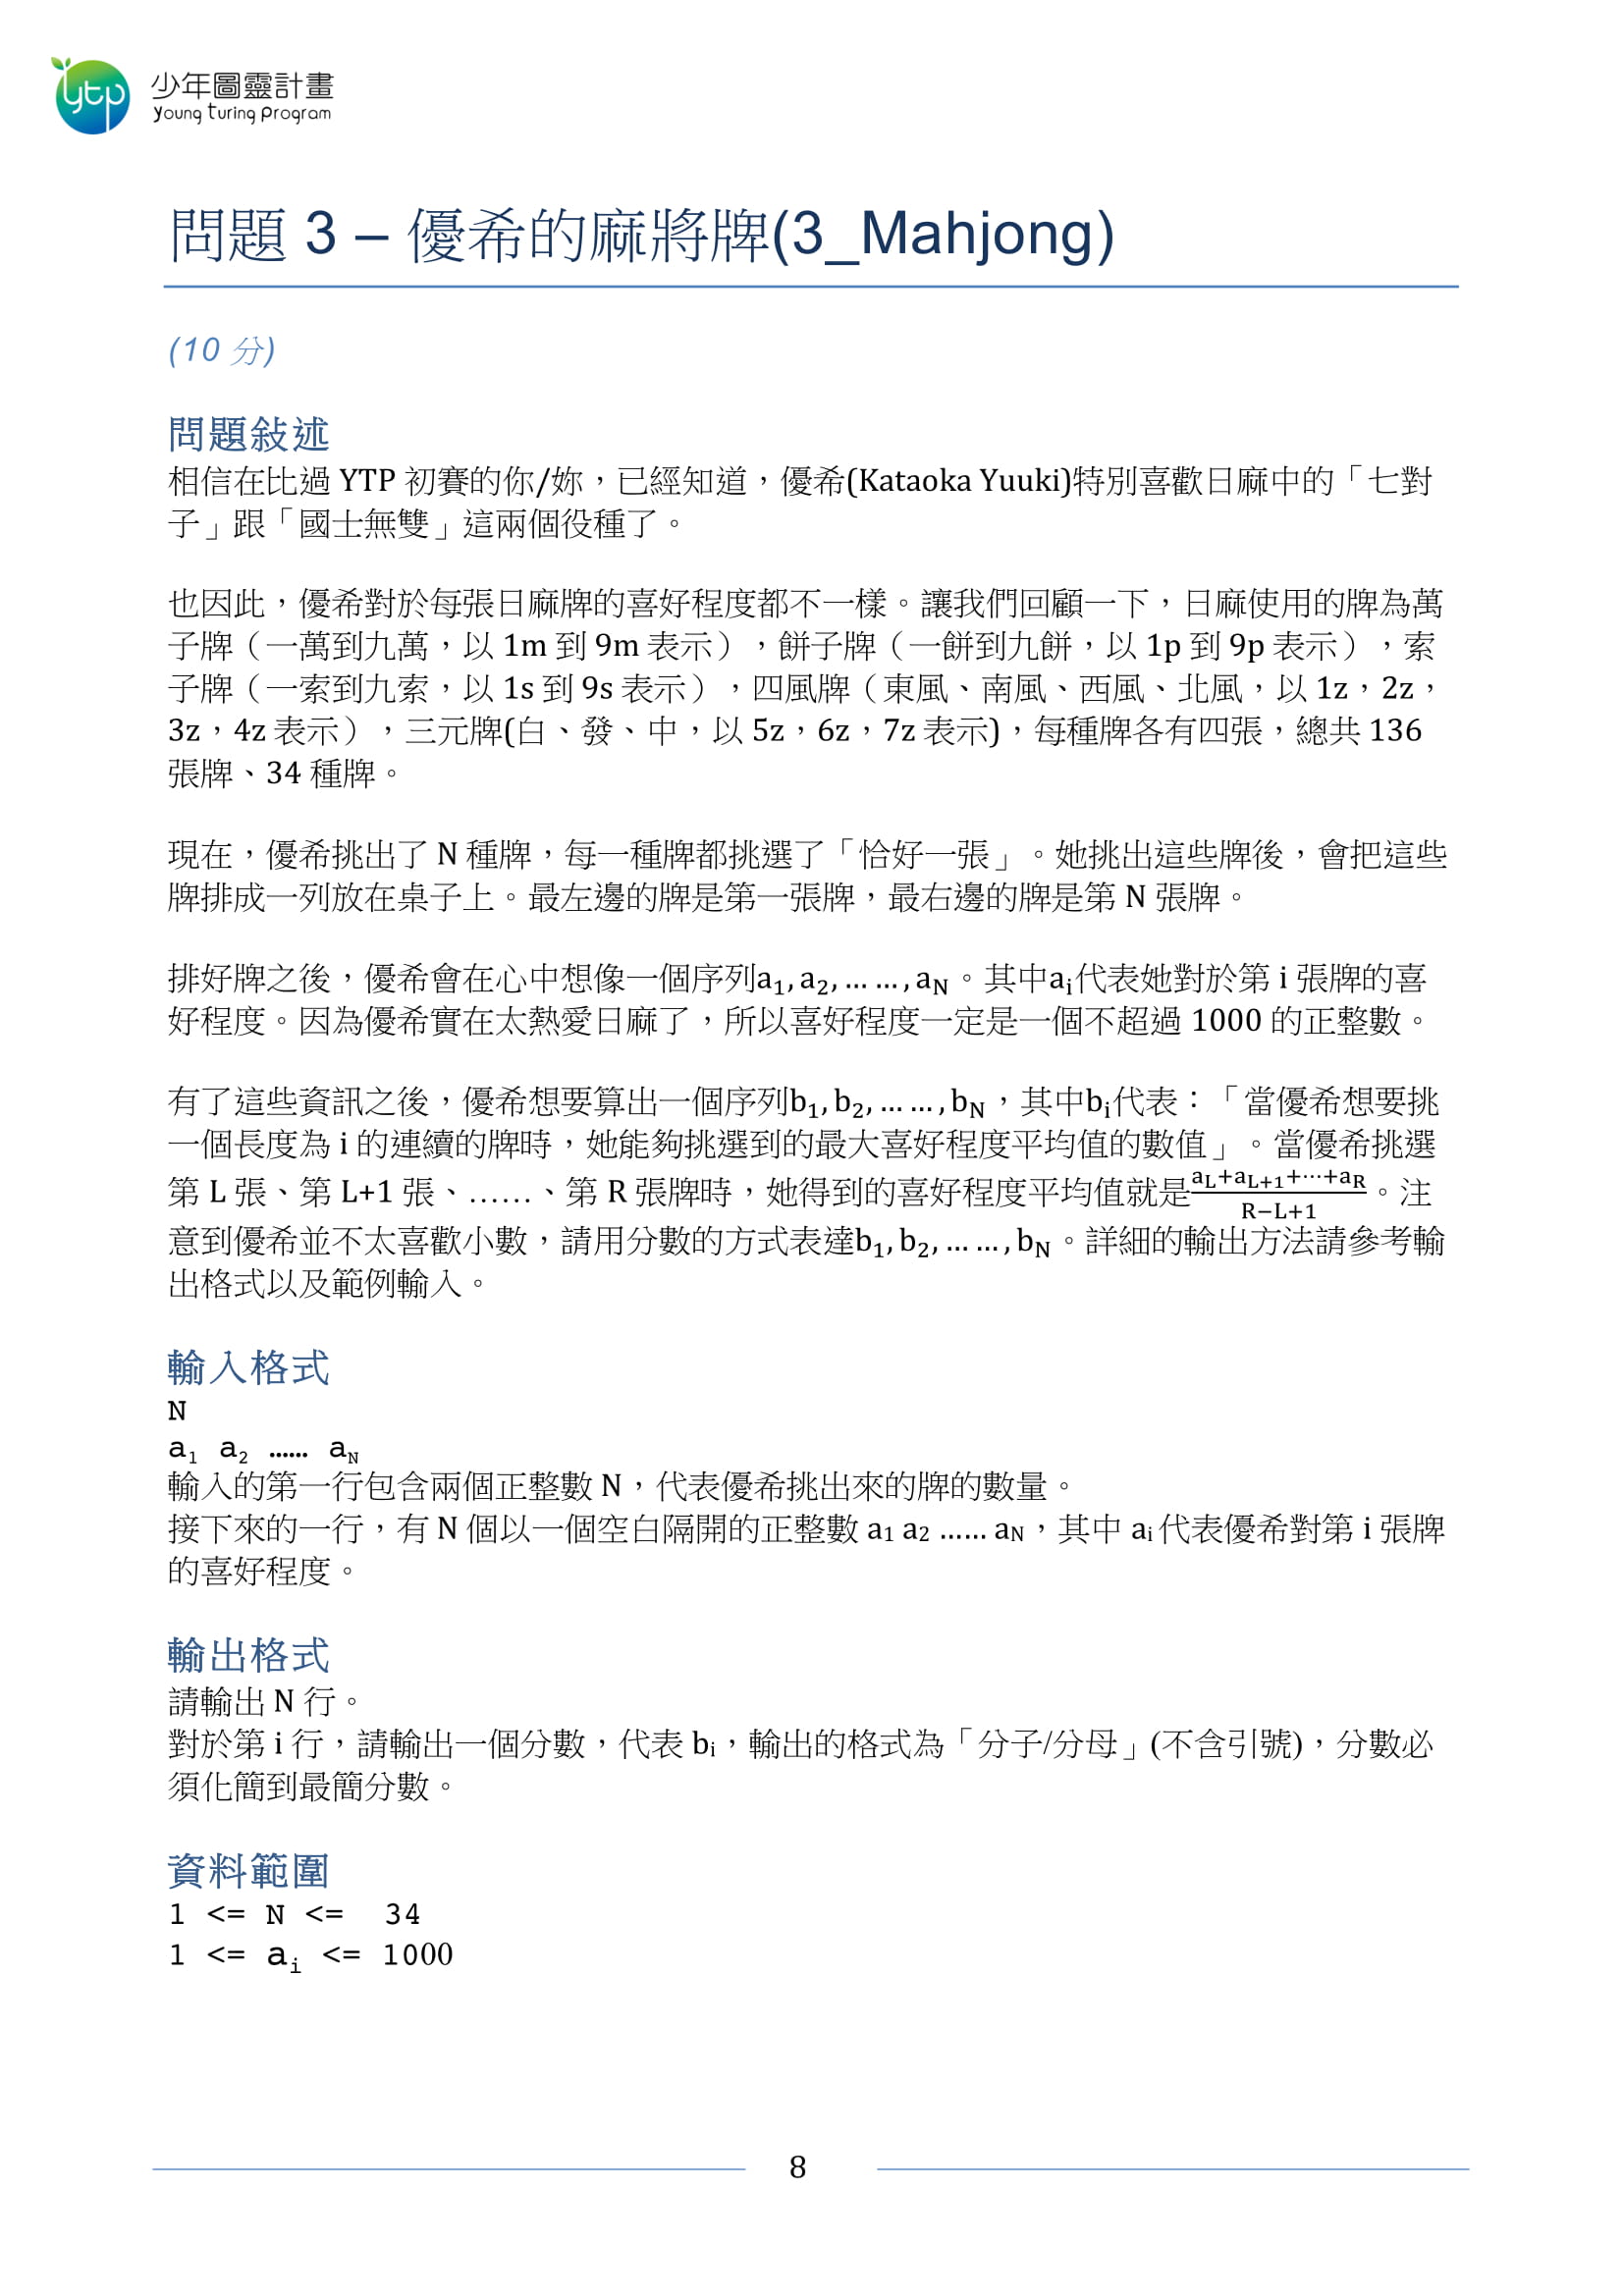 ytp 少年圖靈計畫
Young Turing Program
問題 3 – 優希的麻將牌(3_Mahjong)
(10 分)
問題敍述
相信在比過 YTP 初賽的你/妳，已經知道，優希(Kataoka Yuuki)特別喜歡日麻中的「七對
子」跟「國士無雙」這兩個役種了。
也因此，優希對於每張日麻牌的喜好程度都不一樣。讓我們回顧一下，日麻使用的牌為萬
子牌（一萬到九萬，以 1m 到 9m 表示），餅子牌（一餅到九餅，以 1p 到 9p 表示），索
子牌（一索到九索，以 1s 到 9s 表示），四風牌（東風、南風、西風、北風，以 1z，2z，
3z，4z 表示），三元牌(白、發、中，以 5z，6z，7z 表示)，每種牌各有四張，總共 136
張牌、34 種牌。
現在，優希挑出了 N 種牌，每一種牌都挑選了「恰好一張」。她挑出這些牌後，會把這些
牌排成一列放在桌子上。最左邊的牌是第一張牌，最右邊的牌是第 N 張牌。
排好牌之後，優希會在心中想像一個序列a₁, a₂, … … , a_N。其中a_i代表她對於第 i 張牌的喜
好程度。因為優希實在太熱愛日麻了，所以喜好程度一定是一個不超過 1000 的正整數。
有了這些資訊之後，優希想要算出一個序列b₁, b₂, … … , b_N，其中b_i代表：「當優希想要挑
一個長度為 i 的連續的牌時，她能夠挑選到的最大喜好程度平均值的數值」。當優希挑選
第 L 張、第 L+1 張、……、第 R 張牌時，她得到的喜好程度平均值就是(a_L+a_{L+1}+⋯+a_R)/(R−L+1)。注
意到優希並不太喜歡小數，請用分數的方式表達b₁, b₂, … … , b_N。詳細的輸出方法請參考輸
出格式以及範例輸入。
輸入格式
N
a₁ a₂ …… a_N
輸入的第一行包含兩個正整數 N，代表優希挑出來的牌的數量。
接下來的一行，有 N 個以一個空白隔開的正整數 a₁ a₂ …… a_N，其中 a_i 代表優希對第 i 張牌
的喜好程度。
輸出格式
請輸出 N 行。
對於第 i 行，請輸出一個分數，代表 b_i，輸出的格式為「分子/分母」(不含引號)，分數必
須化簡到最簡分數。
資料範圍
1 <= N <= 34
1 <= a_i <= 1000
8